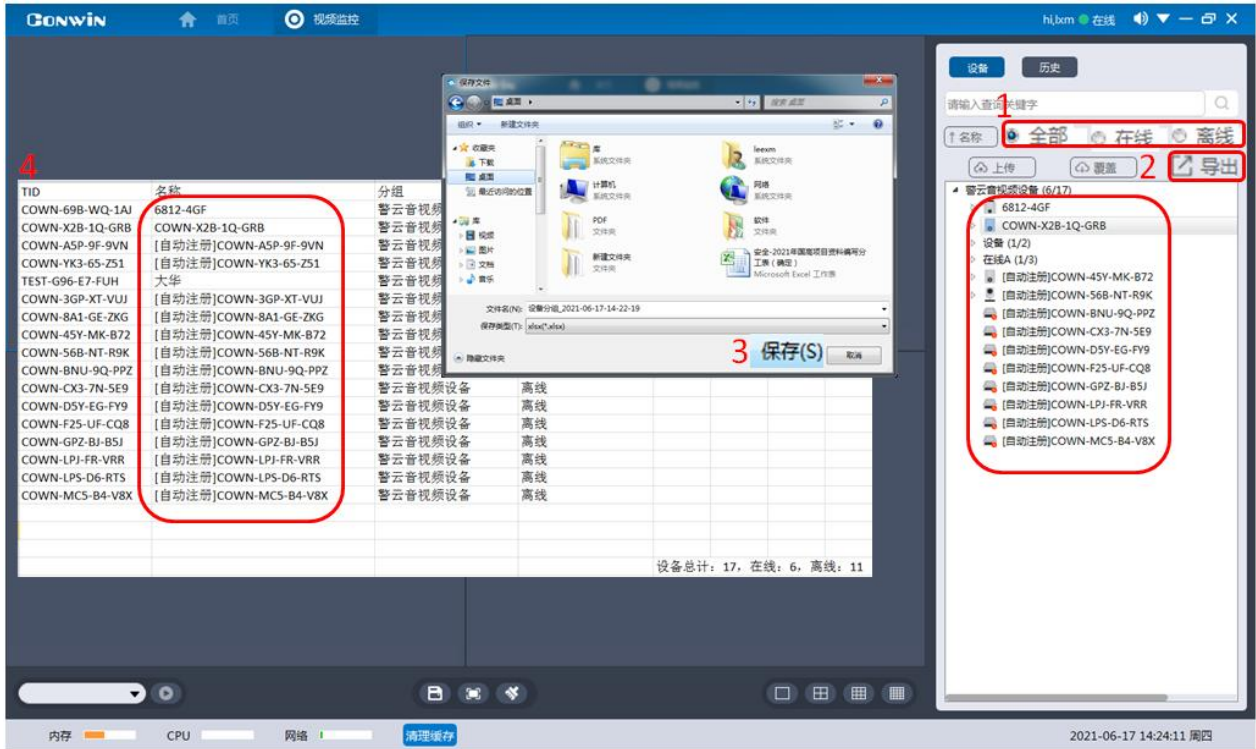 CONWIN 首页 视频监控 hi,lxm 在线
设备 历史
请输入查询关键字
1
↑名称 全部 在线 离线
上传 覆盖 2 导出
警云音视频设备 (6/17)
6812-4GF
COWN-X2B-1Q-GRB
设备 (1/2)
在线A (1/3)
[自动注册]COWN-45Y-MK-B72
[自动注册]COWN-56B-NT-R9K
[自动注册]COWN-BNU-9Q-PPZ
[自动注册]COWN-CX3-7N-5E9
[自动注册]COWN-D5Y-EG-FY9
[自动注册]COWN-F25-UF-CQ8
[自动注册]COWN-GPZ-BJ-B5J
[自动注册]COWN-LPJ-FR-VRR
[自动注册]COWN-LPS-D6-RTS
[自动注册]COWN-MC5-B4-V8X
保存文件
桌面 搜索 桌面
组织 新建文件夹
收藏夹
下载
桌面
最近访问的位置
库
视频
图片
文档
音乐
库
系统文件夹
leexm
系统文件夹
计算机
系统文件夹
网络
系统文件夹
PDF
文件夹
软件
文件夹
新建文件夹
文件夹
安全-2021年国高项目资料编写分
工表(确定)
Microsoft Excel 工作表
文件名(N): 设备分组_2021-06-17-14-22-19
保存类型(T): xlsx(*.xlsx)
隐藏文件夹 3 保存(S) 取消
4
TID 名称 分组
COWN-69B-WQ-1AJ 6812-4GF 警云音视频
COWN-X2B-1Q-GRB COWN-X2B-1Q-GRB 警云音视频
COWN-A5P-9F-9VN [自动注册]COWN-A5P-9F-9VN 警云音视频
COWN-YK3-65-Z51 [自动注册]COWN-YK3-65-Z51 警云音视频
TEST-G96-E7-FUH 大华 警云音视频
COWN-3GP-XT-VUJ [自动注册]COWN-3GP-XT-VUJ 警云音视频
COWN-8A1-GE-ZKG [自动注册]COWN-8A1-GE-ZKG 警云音视频
COWN-45Y-MK-B72 [自动注册]COWN-45Y-MK-B72 警云音视频
COWN-56B-NT-R9K [自动注册]COWN-56B-NT-R9K 警云音视频
COWN-BNU-9Q-PPZ [自动注册]COWN-BNU-9Q-PPZ 警云音视频
COWN-CX3-7N-5E9 [自动注册]COWN-CX3-7N-5E9 警云音视频设备 离线
COWN-D5Y-EG-FY9 [自动注册]COWN-D5Y-EG-FY9 警云音视频设备 离线
COWN-F25-UF-CQ8 [自动注册]COWN-F25-UF-CQ8 警云音视频设备 离线
COWN-GPZ-BJ-B5J [自动注册]COWN-GPZ-BJ-B5J 警云音视频设备 离线
COWN-LPJ-FR-VRR [自动注册]COWN-LPJ-FR-VRR 警云音视频设备 离线
COWN-LPS-D6-RTS [自动注册]COWN-LPS-D6-RTS 警云音视频设备 离线
COWN-MC5-B4-V8X [自动注册]COWN-MC5-B4-V8X 警云音视频设备 离线
设备总计:17,在线:6,离线:11
内存 CPU 网络 清理缓存 2021-06-17 14:24:11 周四